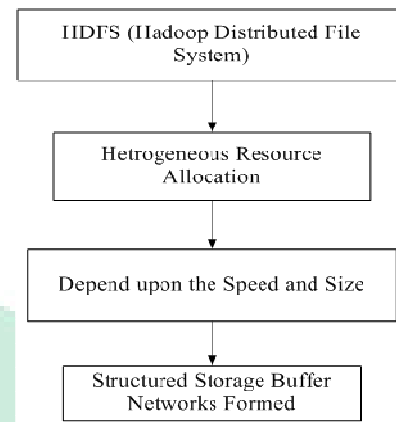 HDFS (Hadoop Distributed File
System)
Hetrogeneous Resource
Allocation
Depend upon the Speed and Size
Structured Storage Buffer
Networks Formed